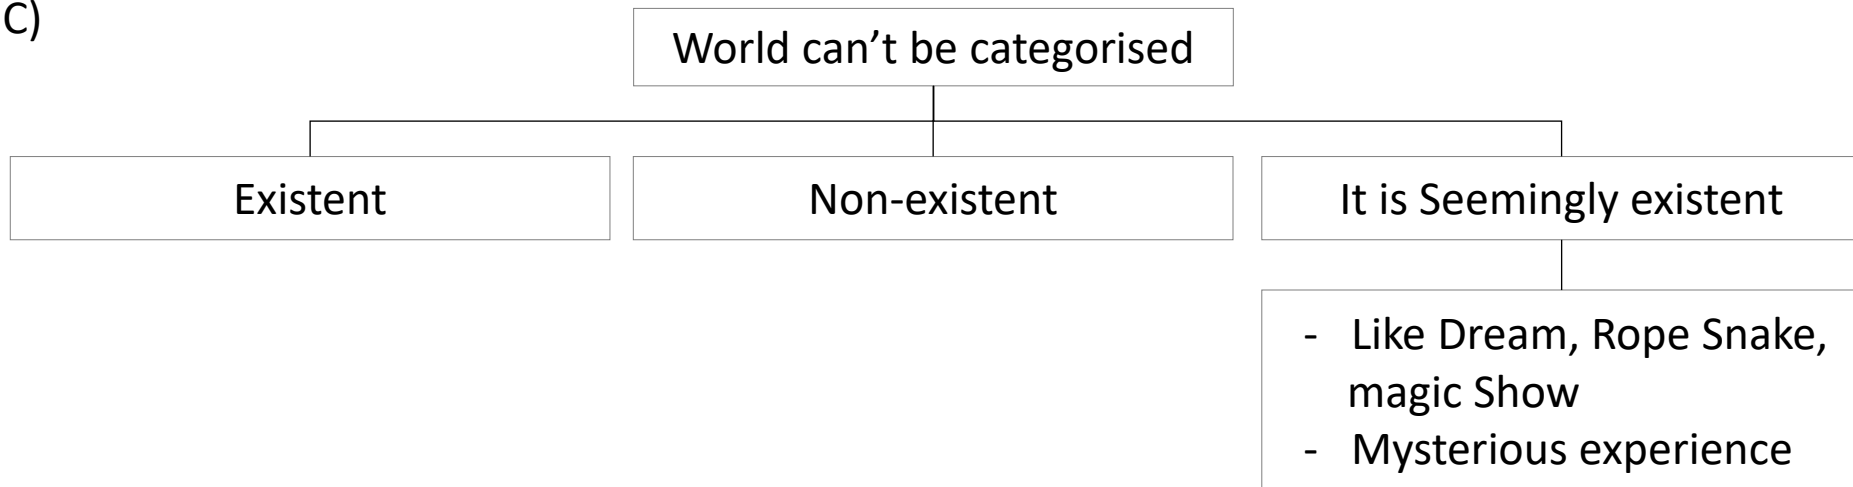 C)
World can’t be categorised
Existent
Non-existent
It is Seemingly existent
- Like Dream, Rope Snake,
magic Show
- Mysterious experience